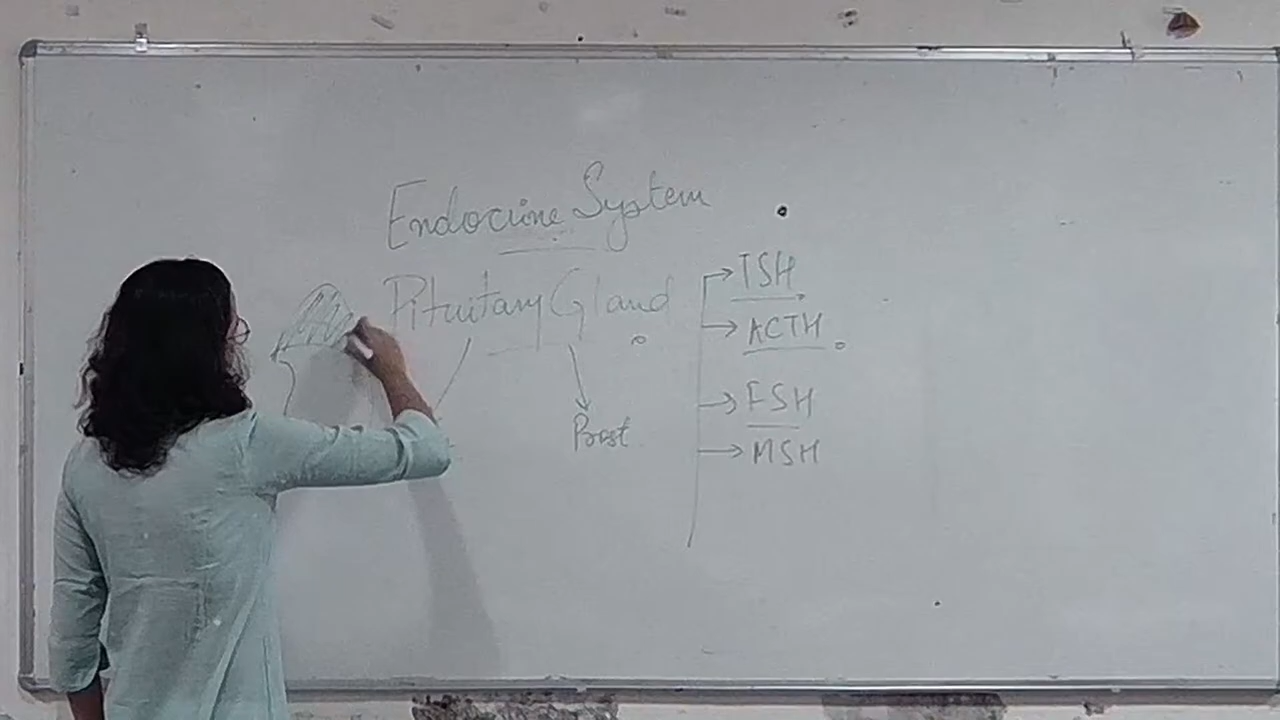 Endocrine System
Pituitary Gland
Post
TSH
ACTH
FSH
MSH